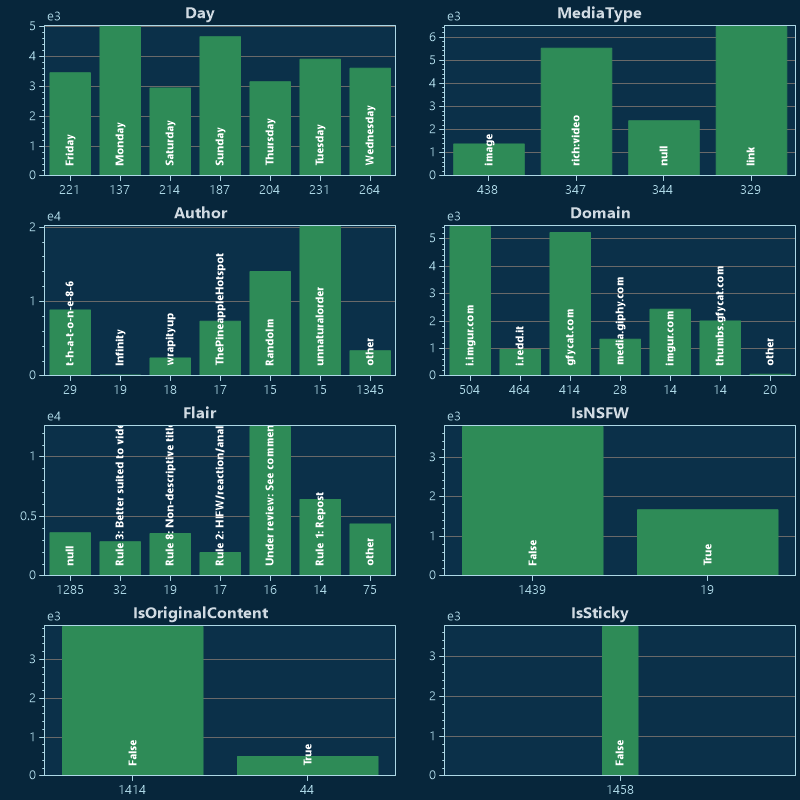 Day
e3
5
4
3
2
1
0
Friday
Monday
Saturday
Sunday
Thursday
Tuesday
Wednesday
221 137 214 187 204 231 264
MediaType
e3
6
5
4
3
2
1
0
image
rich:video
null
link
438 347 344 329
Author
e4
2
1
0
t-h-a-t-o-n-e-8-6
Infinity
wrapityup
ThePineappleHotspot
Randolm
unnaturalorder
other
29 19 18 17 15 15 1345
Domain
e3
5
4
3
2
1
0
i.imgur.com
i.redd.it
gfycat.com
media.giphy.com
imgur.com
thumbs.gfycat.com
other
504 464 414 28 14 14 20
Flair
e4
1
0.5
0
null
Rule 3: Better suited to vide
Rule 8: Non-descriptive title
Rule 2: HIFW/reaction/anal
Under review: See commen
Rule 1: Repost
other
1285 32 19 17 16 14 75
IsNSFW
e3
3
2
1
0
False
True
1439 19
IsOriginalContent
e3
3
2
1
0
False
True
1414 44
IsSticky
e3
3
2
1
0
False
1458